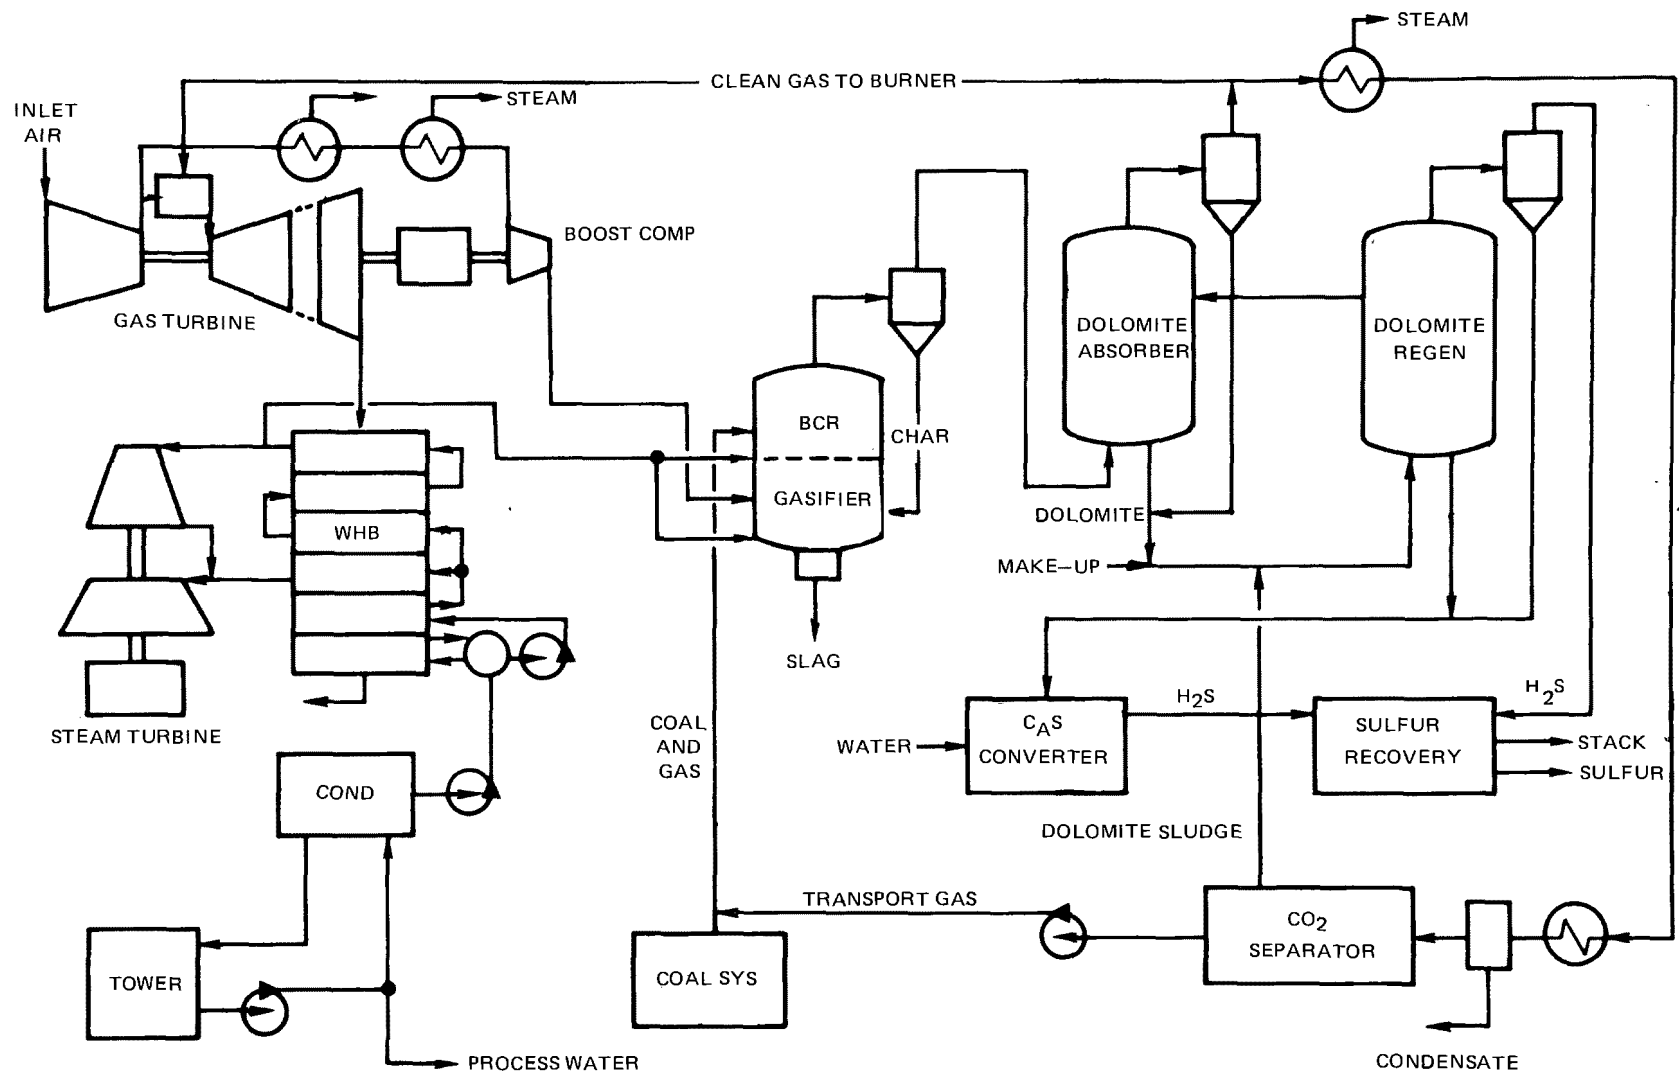 STEAM
CLEAN GAS TO BURNER
INLET
AIR
STEAM
BOOST COMP
GAS TURBINE
DOLOMITE
ABSORBER
DOLOMITE
REGEN
BCR
CHAR
GASIFIER
DOLOMITE
WHB
MAKE-UP
SLAG
STEAM TURBINE
COAL
AND
GAS
H2S
H2S
CAS
CONVERTER
WATER
SULFUR
RECOVERY
STACK
SULFUR
COND
DOLOMITE SLUDGE
TRANSPORT GAS
CO2
SEPARATOR
TOWER
COAL SYS
PROCESS WATER
CONDENSATE